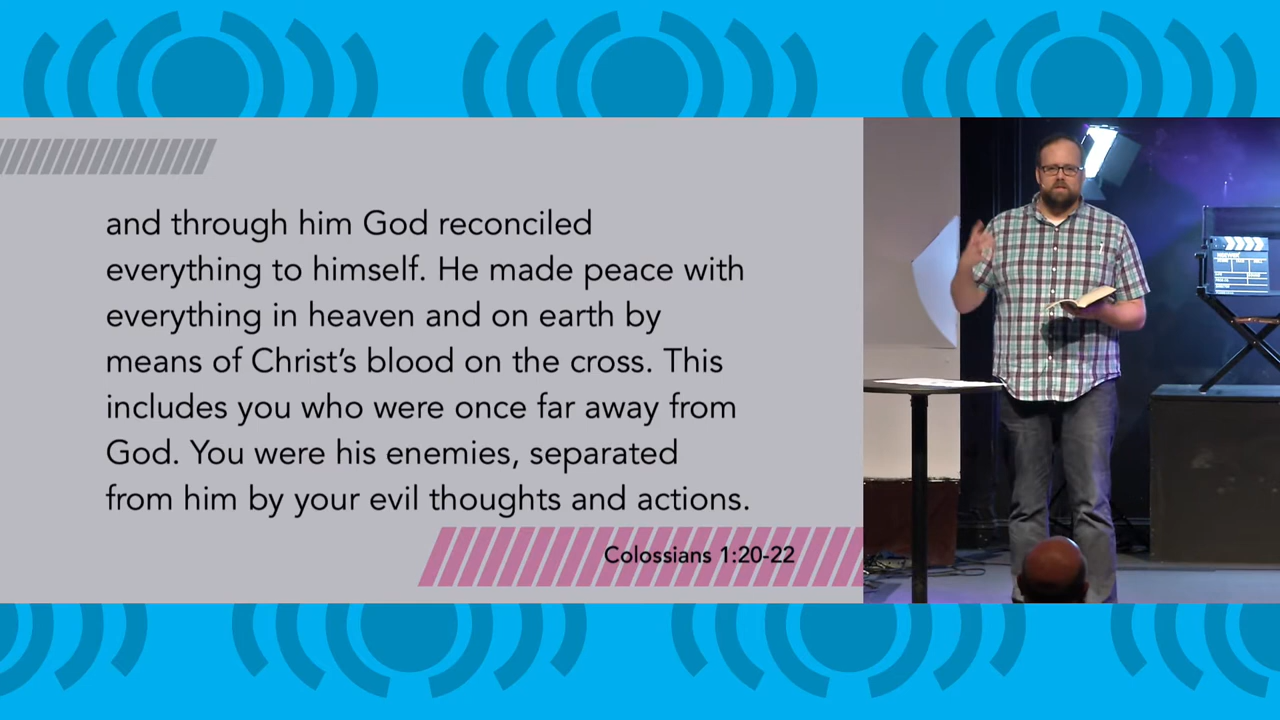 and through him God reconciled
everything to himself. He made peace with
everything in heaven and on earth by
means of Christ’s blood on the cross. This
includes you who were once far away from
God. You were his enemies, separated
from him by your evil thoughts and actions.
Colossians 1:20-22